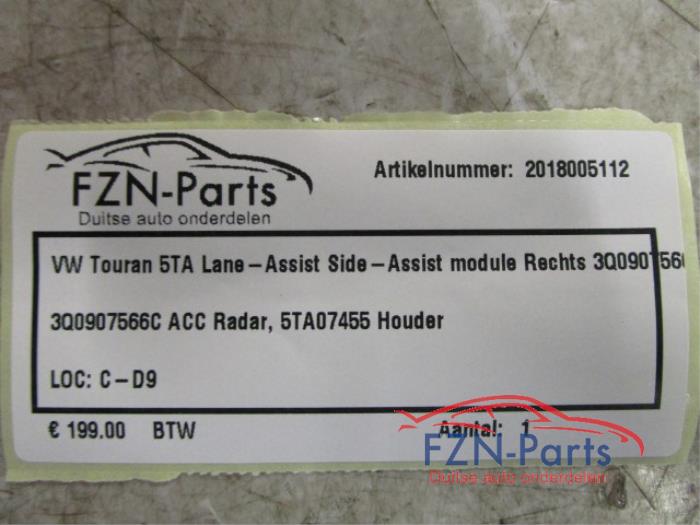 FZN-Parts
Duitse auto onderdelen
Artikelnummer: 2018005112
VW Touran 5TA Lane-Assist Side-Assist module Rechts 3Q0907566
3Q0907566C ACC Radar, 5TA07455 Houder
LOC: C-D9
€ 199.00 BTW
Aantal: 1
FZN-Parts
Duitse auto onderdelen